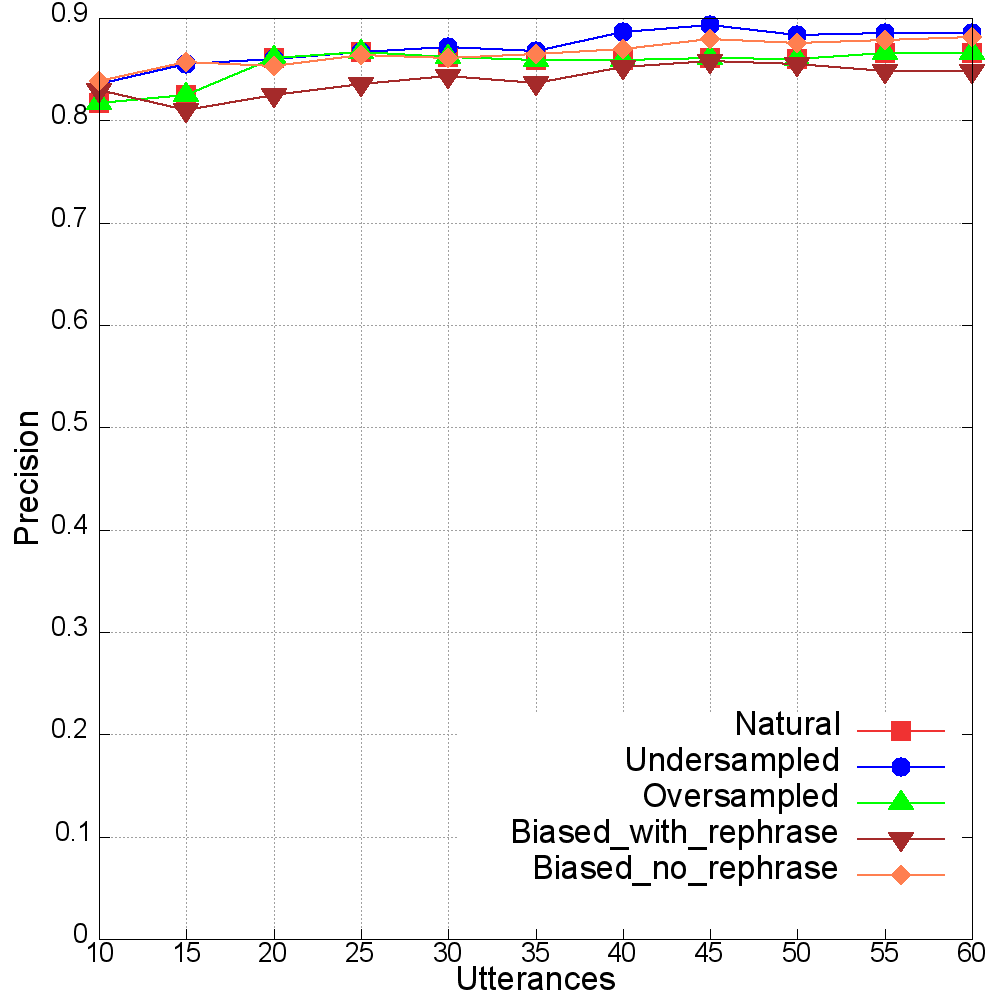 0.9
0.8
0.7
0.6
0.5
0.4
0.3
0.2
0.1
0
Precision
Natural
Undersampled
Oversampled
Biased_with_rephrase
Biased_no_rephrase
10 15 20 25 30 35 40 45 50 55 60
Utterances